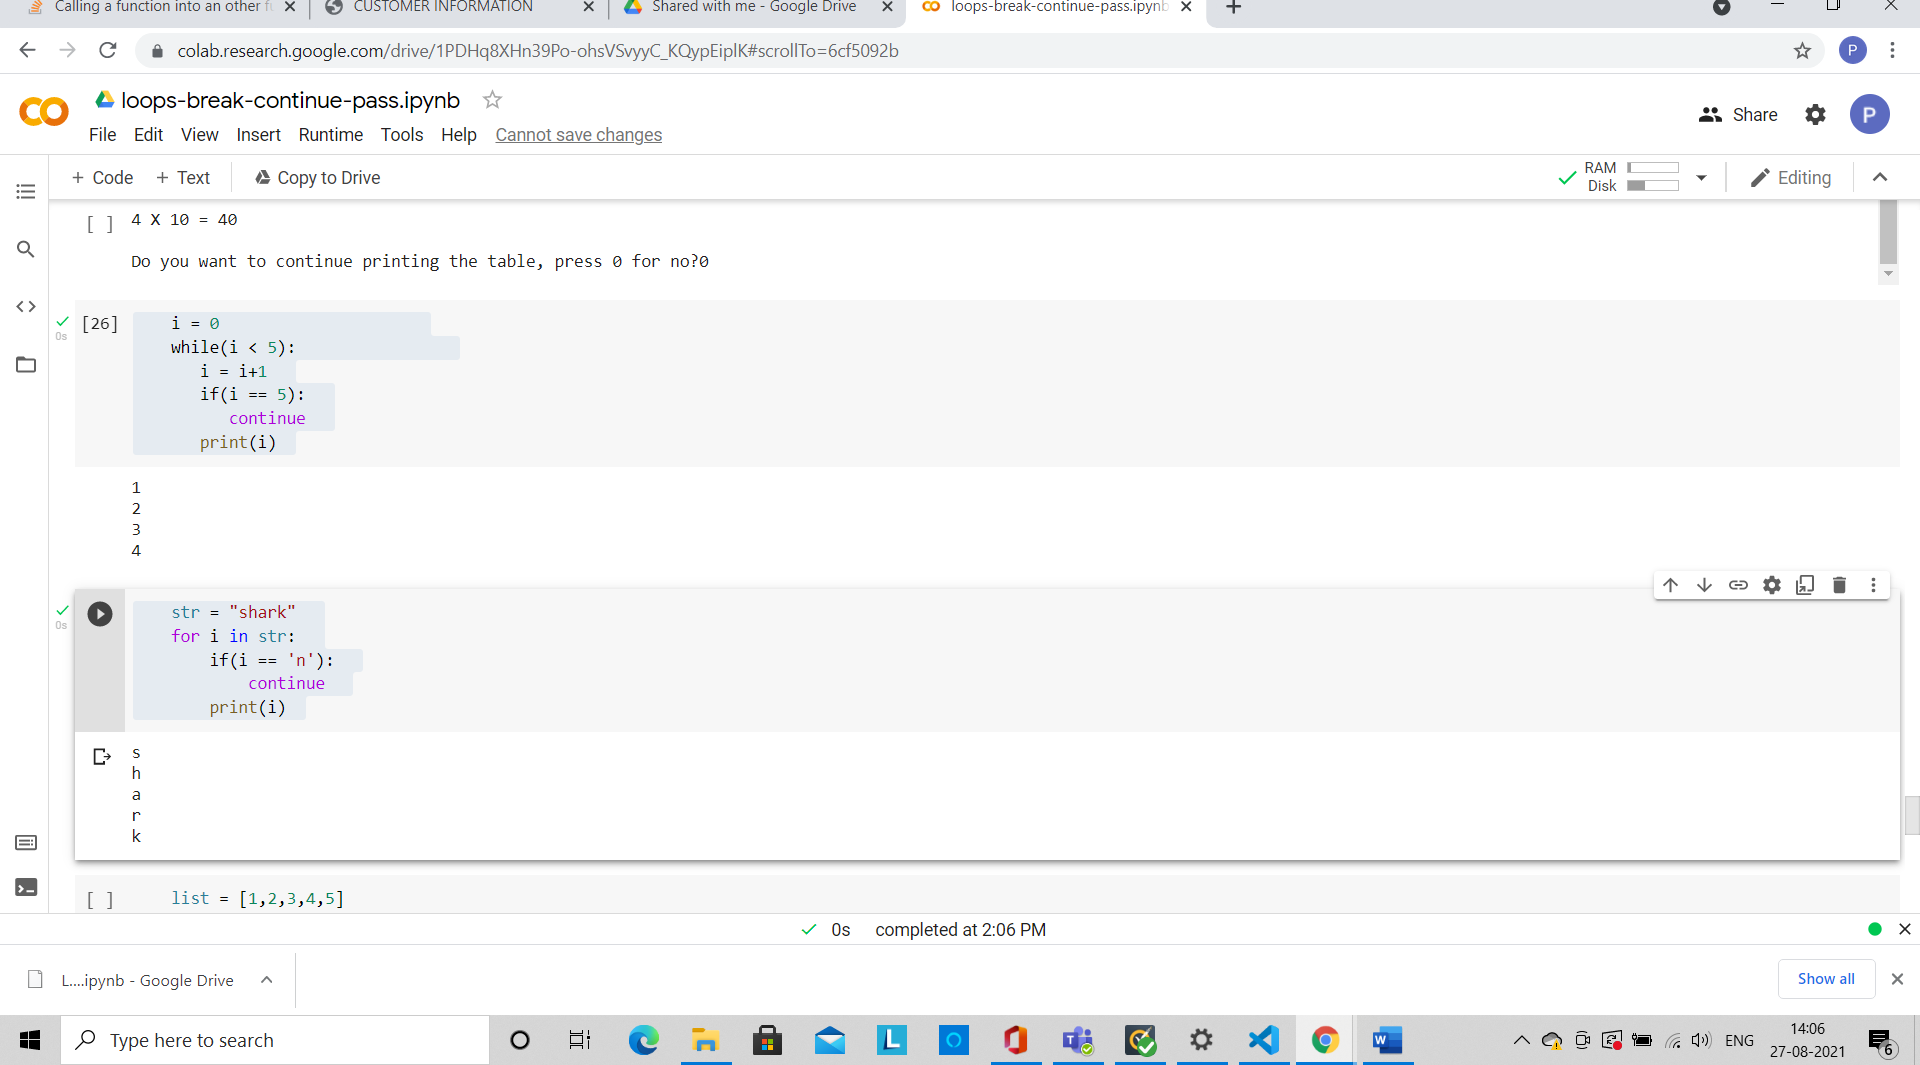 Calling a function into an other f
CUSTOMER INFORMATION
Shared with me - Google Drive
loops-break-continue-pass.ipynb
colab.research.google.com/drive/1PDHq8XHn39Po-ohsVSvyyC_KQypEiplK#scrollTo=6cf5092b
P
loops-break-continue-pass.ipynb
File Edit View Insert Runtime Tools Help Cannot save changes
Share
P
+ Code + Text Copy to Drive
RAM
Disk
Editing
[ ] 4 X 10 = 40
Do you want to continue printing the table, press 0 for no?0
0s
[26] i = 0
while(i < 5):
i = i+1
if(i == 5):
continue
print(i)
1
2
3
4
0s
str = "shark"
for i in str:
if(i == 'n'):
continue
print(i)
s
h
a
r
k
[ ] list = [1,2,3,4,5]
0s completed at 2:06 PM
L....ipynb - Google Drive
Show all
Type here to search
ENG
14:06
27-08-2021
6